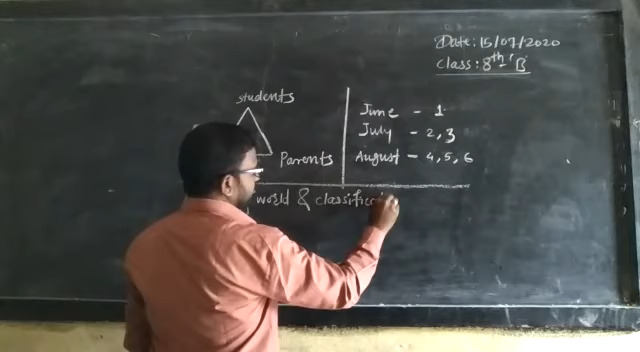 Date: 15/07/2020
Class: 8th 'B'
students
Parents
June - 1
July - 2, 3
August - 4, 5, 6
world & classific